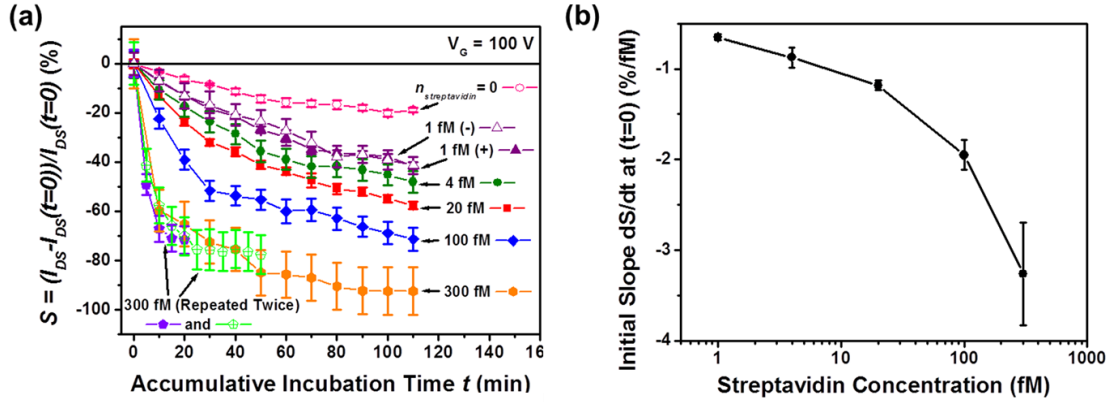 (a)
V_G = 100 V
S = (I_DS-I_DS(t=0))/I_DS(t=0) (%)
0
-20
-40
-60
-80
-100
n_streptavidin = 0
1 fM (-)
1 fM (+)
4 fM
20 fM
100 fM
300 fM
300 fM (Repeated Twice)
and
0 20 40 60 80 100 120 140 16
Accumulative Incubation Time t (min)
(b)
Initial Slope dS/dt at (t=0) (%/fM)
-1
-2
-3
-4
1 10 100 1000
Streptavidin Concentration (fM)